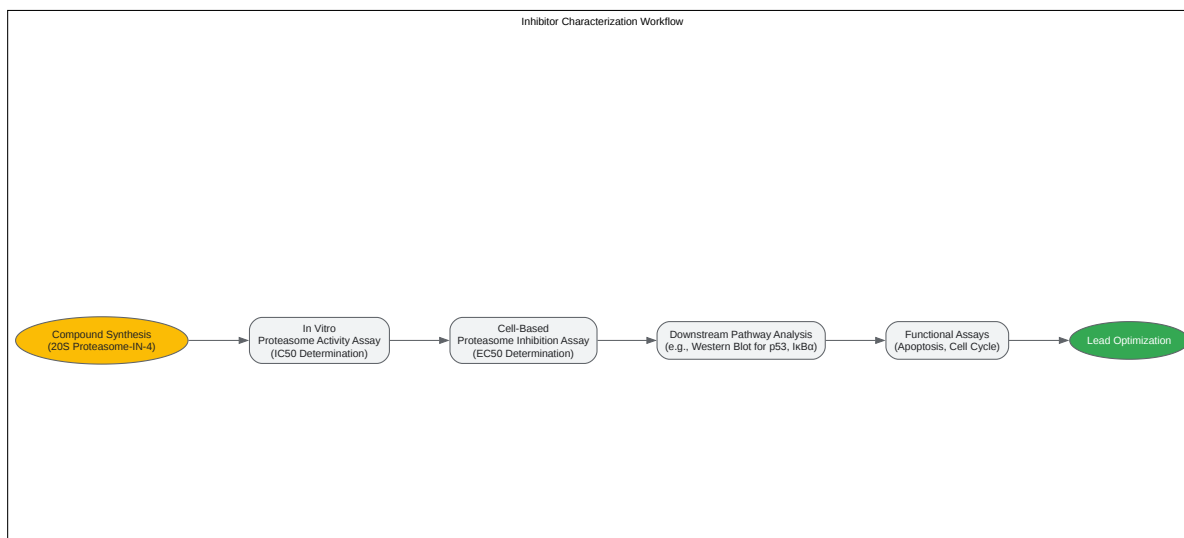 Inhibitor Characterization Workflow
Compound Synthesis
(20S Proteasome-IN-4)
In Vitro
Proteasome Activity Assay
(IC50 Determination)
Cell-Based
Proteasome Inhibition Assay
(EC50 Determination)
Downstream Pathway Analysis
(e.g., Western Blot for p53, IκBα)
Functional Assays
(Apoptosis, Cell Cycle)
Lead Optimization